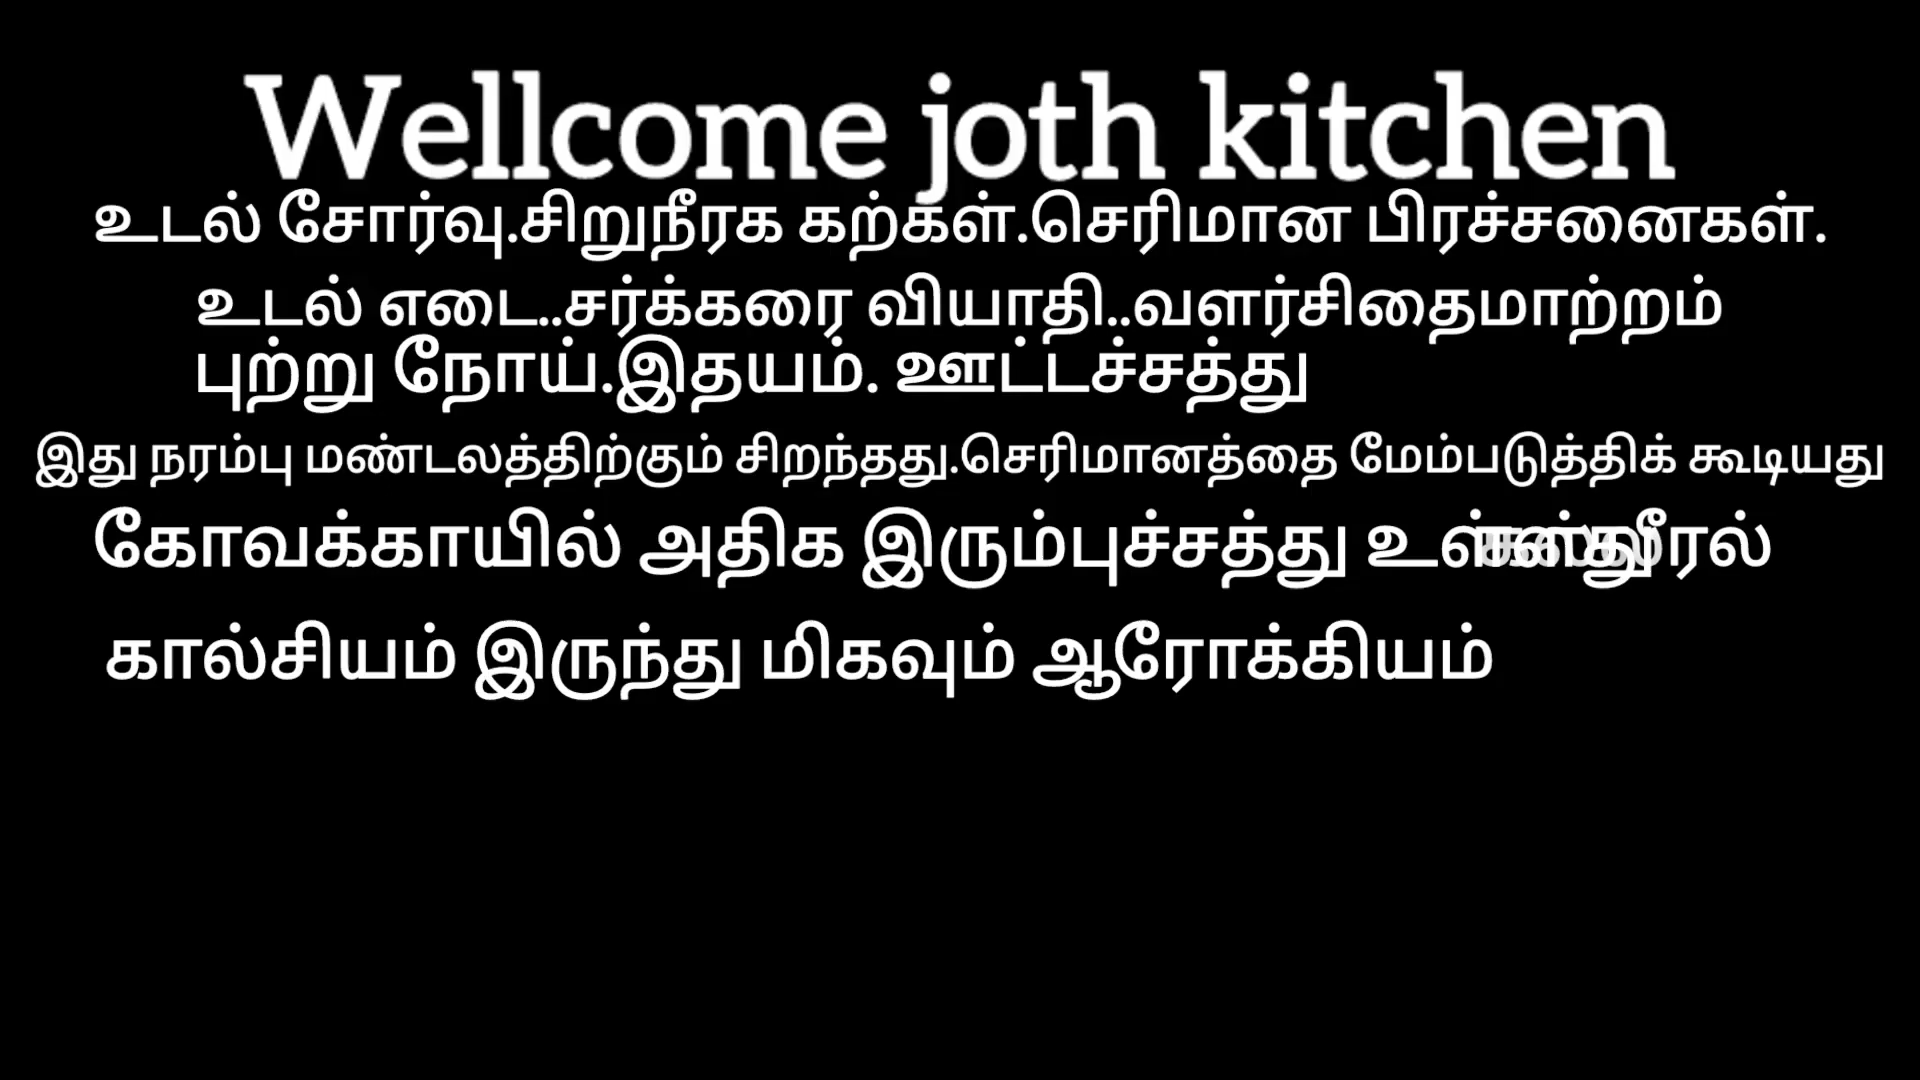 Wellcome joth kitchen
உடல் சோர்வு.சிறுநீரக கற்கள்.செரிமான பிரச்சனைகள்.
உடல் எடை..சர்க்கரை வியாதி..வளர்சிதைமாற்றம்
புற்று நோய்.இதயம். ஊட்டச்சத்து
இது நரம்பு மண்டலத்திற்கும் சிறந்தது.செரிமானத்தை மேம்படுத்திக் கூடியது
கோவக்காயில் அதிக இரும்புச்சத்து
கால்சியம் இருந்து மிகவும் ஆரோக்கியம்